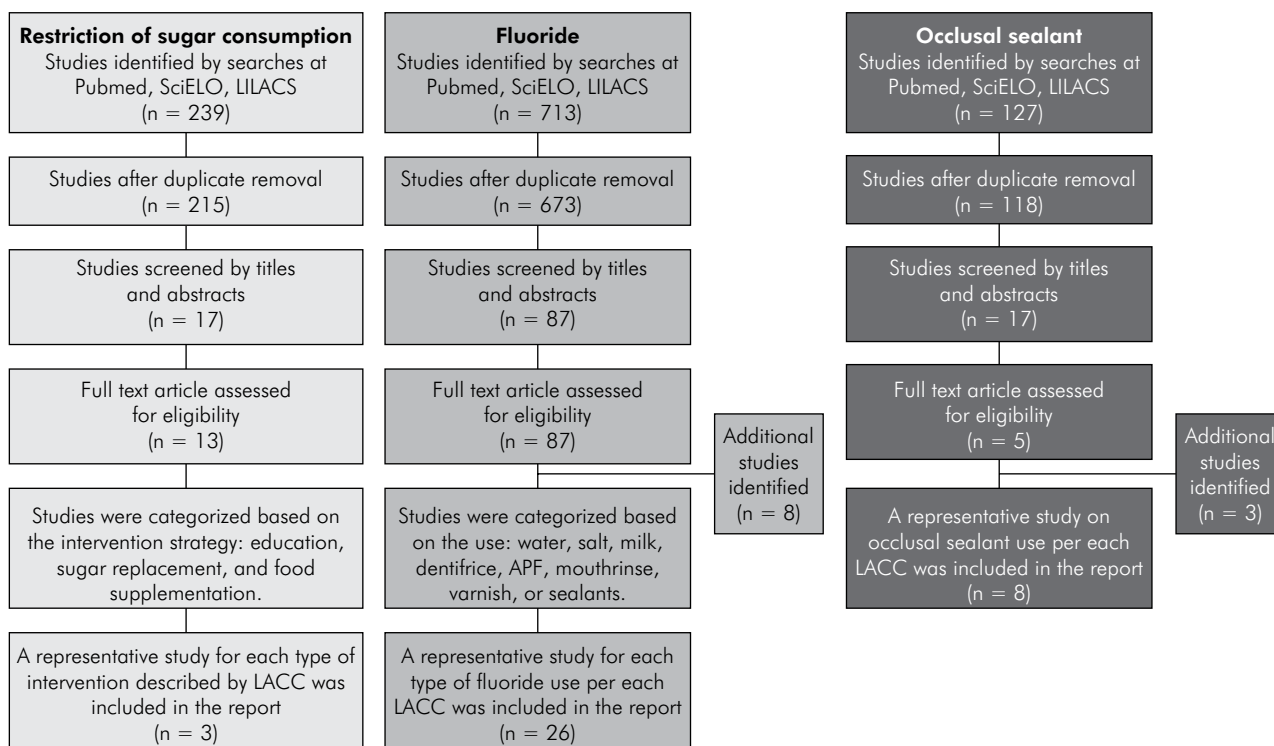 Restriction of sugar consumption
Studies identified by searches at
Pubmed, SciELO, LILACS
(n = 239)
Studies after duplicate removal
(n = 215)
Studies screened by titles
and abstracts
(n = 17)
Full text article assessed
for eligibility
(n = 13)
Studies were categorized based on
the intervention strategy: education,
sugar replacement, and food
supplementation.
A representative study for each type of
intervention described by LACC was
included in the report
(n = 3)
Fluoride
Studies identified by searches at
Pubmed, SciELO, LILACS
(n = 713)
Studies after duplicate removal
(n = 673)
Studies screened by titles
and abstracts
(n = 87)
Full text article assessed
for eligibility
(n = 87)
Additional
studies
identified
(n = 8)
Studies were categorized based
on the use: water, salt, milk,
dentifrice, APF, mouthrinse,
varnish, or sealants.
A representative study for each
type of fluoride use per each
LACC was included in the report
(n = 26)
Occlusal sealant
Studies identified by searches at
Pubmed, SciELO, LILACS
(n = 127)
Studies after duplicate removal
(n = 118)
Studies screened by titles
and abstracts
(n = 17)
Full text article assessed
for eligibility
(n = 5)
Additional
studies
identified
(n = 3)
A representative study on
occlusal sealant use per each
LACC was included in the report
(n = 8)